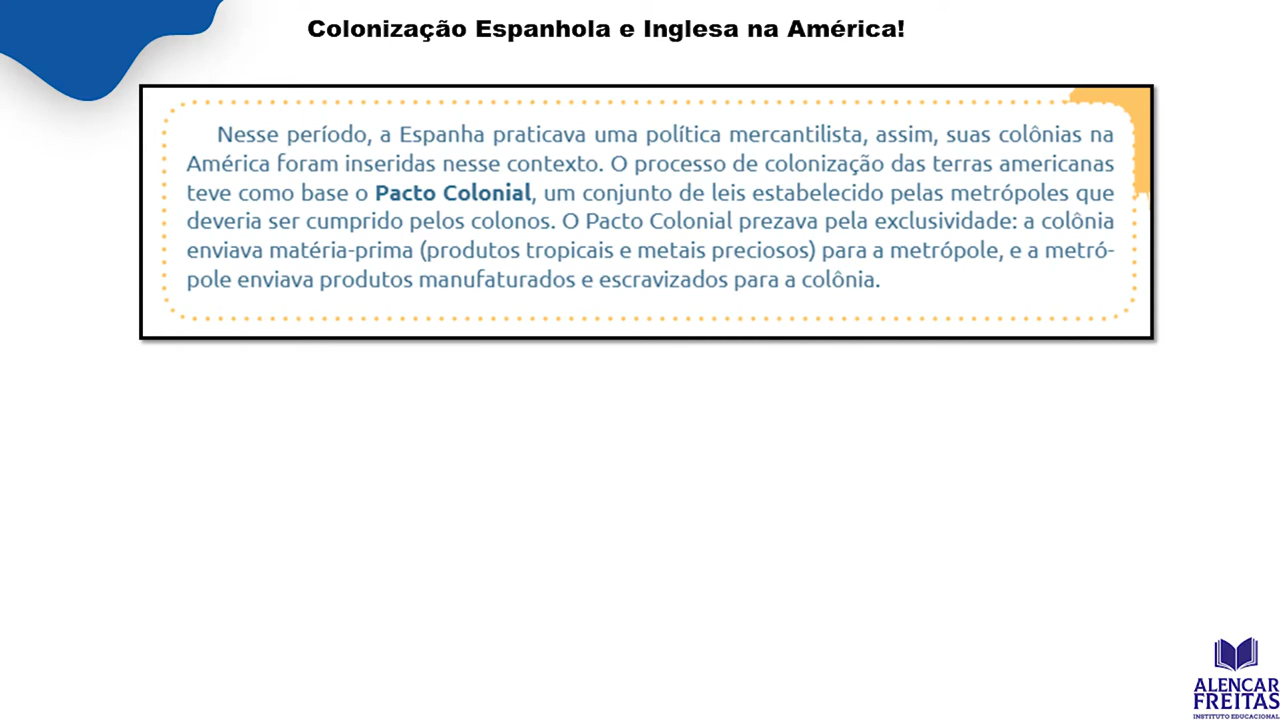 Colonização Espanhola e Inglesa na América!
Nesse período, a Espanha praticava uma política mercantilista, assim, suas colônias na
América foram inseridas nesse contexto. O processo de colonização das terras americanas
teve como base o Pacto Colonial, um conjunto de leis estabelecido pelas metrópoles que
deveria ser cumprido pelos colonos. O Pacto Colonial prezava pela exclusividade: a colônia
enviava matéria-prima (produtos tropicais e metais preciosos) para a metrópole, e a metró-
pole enviava produtos manufaturados e escravizados para a colônia.
ALENCAR
FREITAS
INSTITUTO EDUCACIONAL